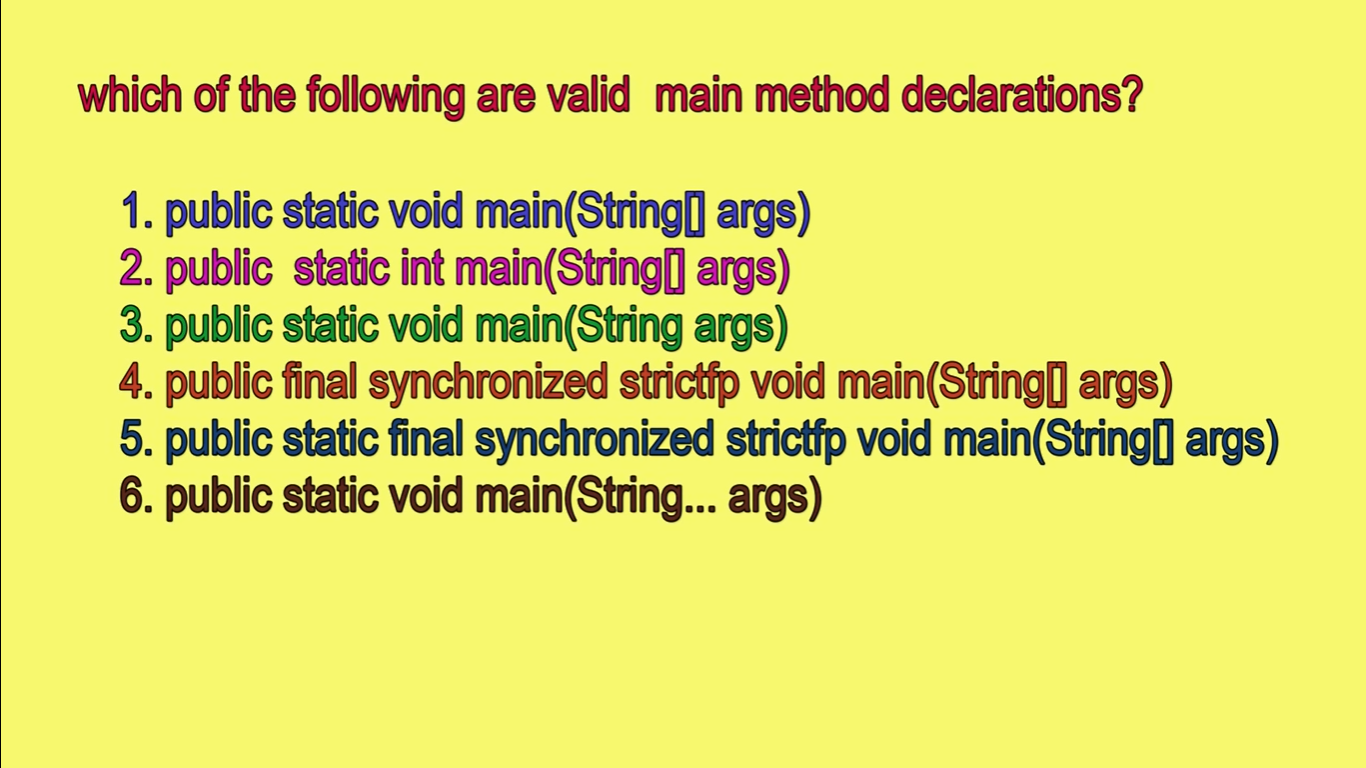 which of the following are valid  main method declarations?
1. public static void main(String[] args)
2. public  static int main(String[] args)
3. public static void main(String args)
4. public final synchronized strictfp void main(String[] args)
5. public static final synchronized strictfp void main(String[] args)
6. public static void main(String... args)